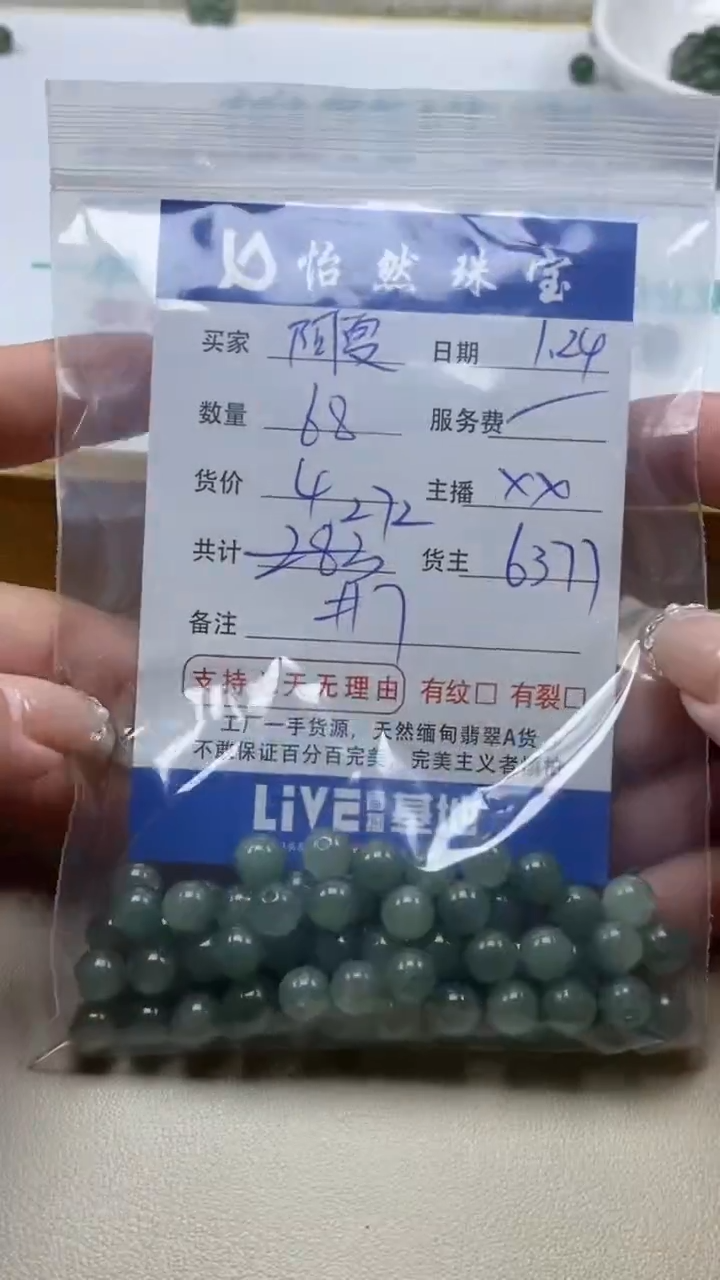 怡然珠宝
买家 阿夏 日期 1.24
数量 68 服务费
货价 4 主播 XX
272
共计 282 货主 6377
备注 #7
支持 天无理由 有纹□ 有裂□
工厂一手货源，天然缅甸翡翠A货
不敢保证百分百完美 完美主义者
LiVE 基地